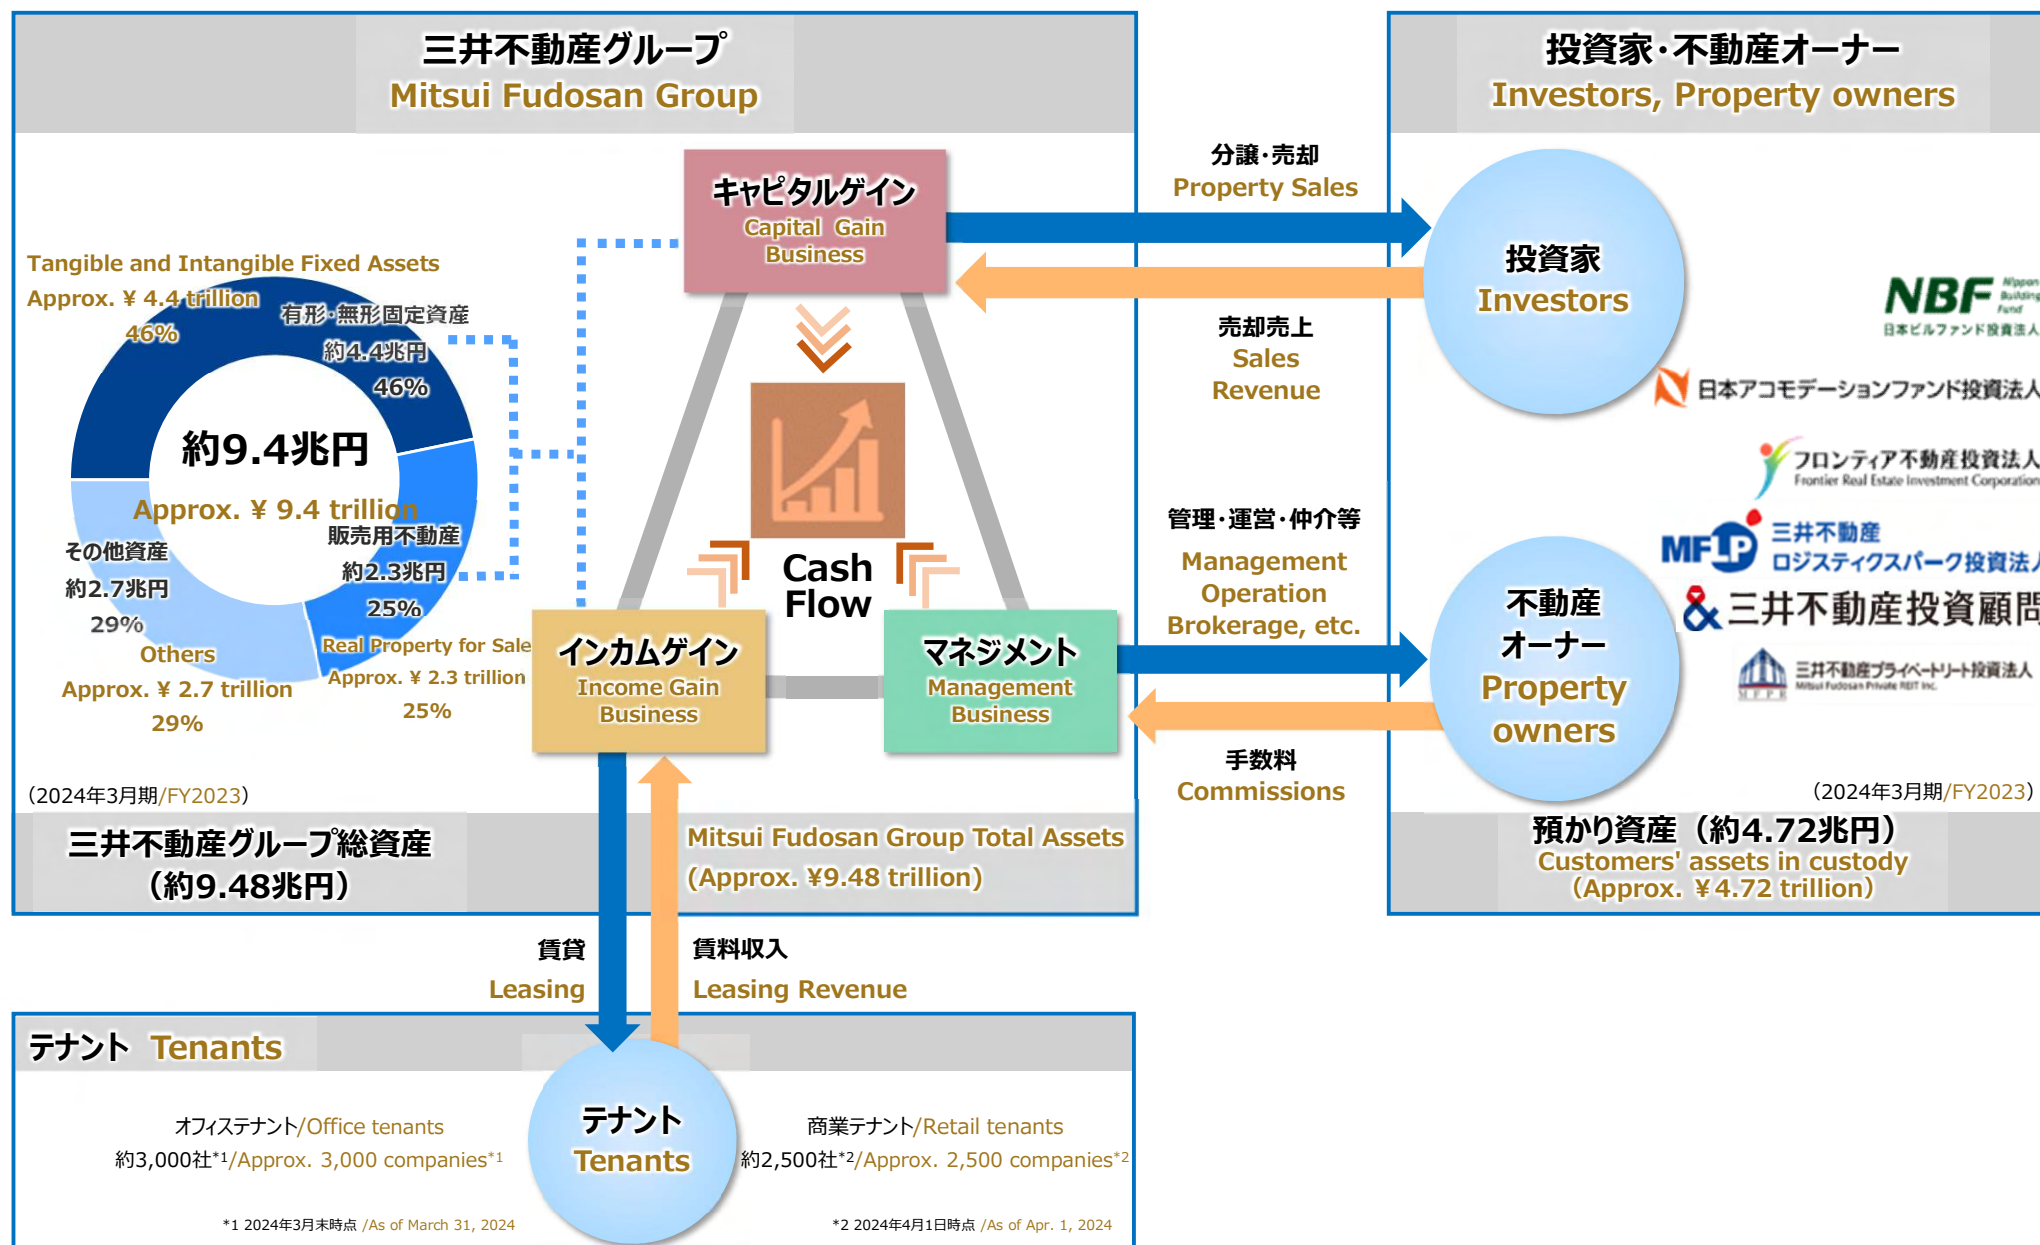 三井不動産グループ
Mitsui Fudosan Group
キャピタルゲイン
Capital Gain
Business
Tangible and Intangible Fixed Assets
Approx. ¥ 4.4 trillion
46%
有形・無形固定資産
約4.4兆円
46%
約9.4兆円
Approx. ¥ 9.4 trillion
販売用不動産
約2.3兆円
25%
Real Property for Sale
Approx. ¥ 2.3 trillion
25%
その他資産
約2.7兆円
29%
Others
Approx. ¥ 2.7 trillion
29%
Cash
Flow
インカムゲイン
Income Gain
Business
マネジメント
Management
Business
(2024年3月期/FY2023)
三井不動産グループ総資産
(約9.48兆円)
Mitsui Fudosan Group Total Assets
(Approx. ¥9.48 trillion)
分譲・売却
Property Sales
売却売上
Sales
Revenue
管理・運営・仲介等
Management
Operation
Brokerage, etc.
手数料
Commissions
投資家・不動産オーナー
Investors, Property owners
投資家
Investors
NBF Nippon
Building
Fund
日本ビルファンド投資法人
日本アコモデーションファンド投資法人
フロンティア不動産投資法人
Frontier Real Estate Investment Corporation
MFLP 三井不動産
ロジスティクスパーク投資法人
&三井不動産投資顧問
三井不動産プライベートリート投資法人
Mitsui Fudosan Private REIT Inc.
MFPR
不動産
オーナー
Property
owners
(2024年3月期/FY2023)
預かり資産 (約4.72兆円)
Customers' assets in custody
(Approx. ¥4.72 trillion)
賃貸
Leasing
賃料収入
Leasing Revenue
テナント Tenants
テナント
Tenants
オフィステナント/Office tenants
約3,000社*1/Approx. 3,000 companies*1
*1 2024年3月末時点 /As of March 31, 2024
商業テナント/Retail tenants
約2,500社*2/Approx. 2,500 companies*2
*2 2024年4月1日時点 /As of Apr. 1, 2024